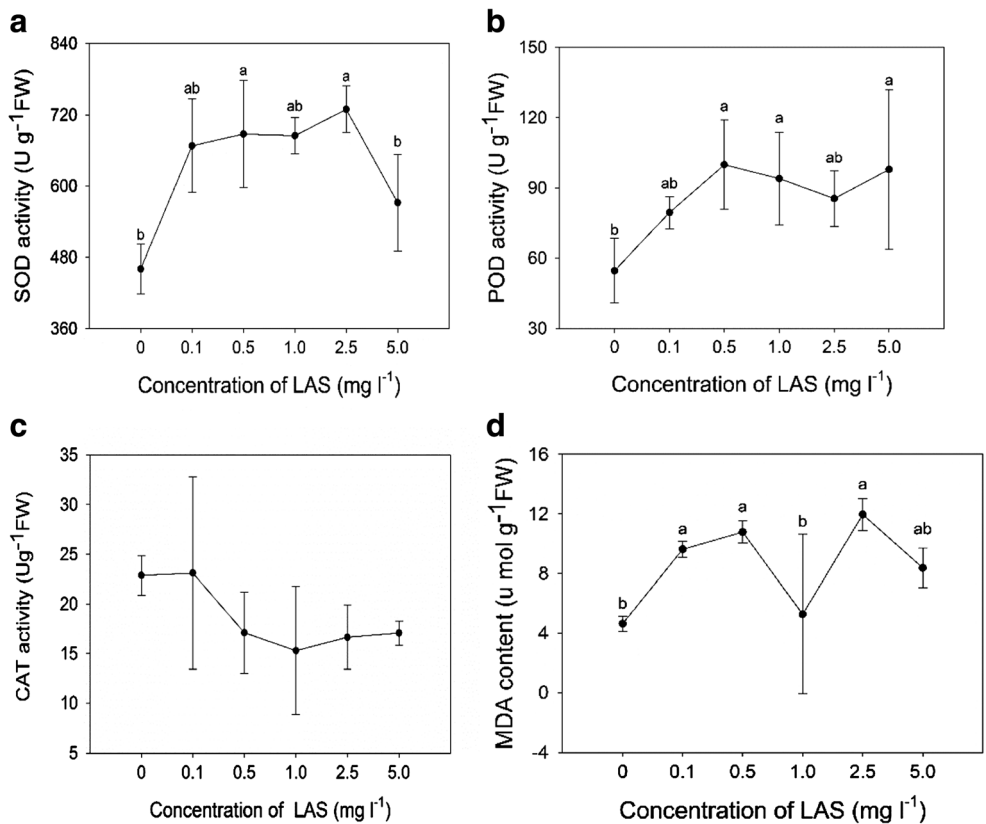 a
840
720
600
480
360
SOD activity (U g⁻¹FW)
b
ab
a
ab
a
b
0 0.1 0.5 1.0 2.5 5.0
Concentration of LAS (mg l⁻¹)
b
150
120
90
60
30
POD activity (U g⁻¹FW)
b
ab
a
a
ab
a
0 0.1 0.5 1.0 2.5 5.0
Concentration of LAS (mg l⁻¹)
c
35
30
25
20
15
10
5
CAT activity (Ug⁻¹FW)
0 0.1 0.5 1.0 2.5 5.0
Concentration of LAS (mg l⁻¹)
d
16
12
8
4
0
-4
MDA content (u mol g⁻¹FW)
b
a
a
b
a
ab
0 0.1 0.5 1.0 2.5 5.0
Concentration of LAS (mg l⁻¹)